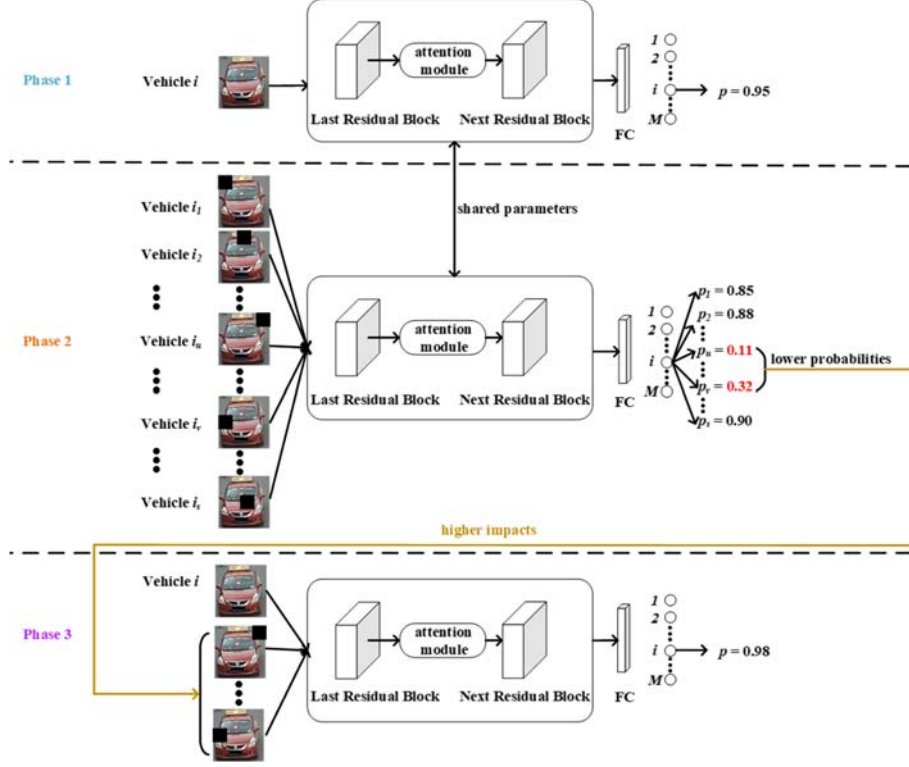 Phase 1
Vehicle i
attention
module
Last Residual Block
Next Residual Block
FC
1
2
i
M
p = 0.95
shared parameters
Phase 2
Vehicle i1
Vehicle i2
Vehicle iu
Vehicle iv
Vehicle is
attention
module
Last Residual Block
Next Residual Block
FC
1
2
i
M
p1 = 0.85
p2 = 0.88
pu = 0.11
pv = 0.32
ps = 0.90
lower probabilities
higher impacts
Phase 3
Vehicle i
attention
module
Last Residual Block
Next Residual Block
FC
1
2
i
M
p = 0.98